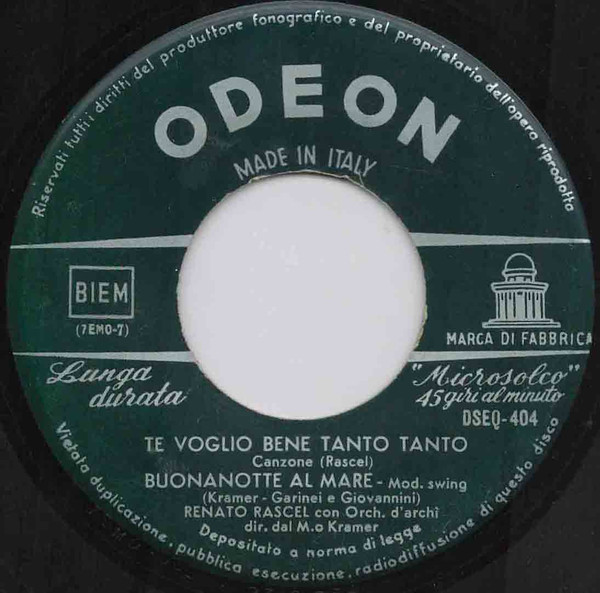 Riservati tutti i diritti del produttore fonografico e del proprietario dell'opera riprodotta
ODEON
MADE IN ITALY
BIEM
(7EMO-7)
MARCA DI FABBRICA
Lunga
durata
"Microsolco"
45 giri al minuto
DSEQ-404
TE VOGLIO BENE TANTO TANTO
Canzone (Rascel)
BUONANOTTE AL MARE - Mod. swing
(Kramer - Garinei e Giovannini)
RENATO RASCEL con Orch. d'archi
dir. dal M.o Kramer
Depositato a norma di legge
Vietata duplicazione, pubblica esecuzione, radiodiffusione di questo disco